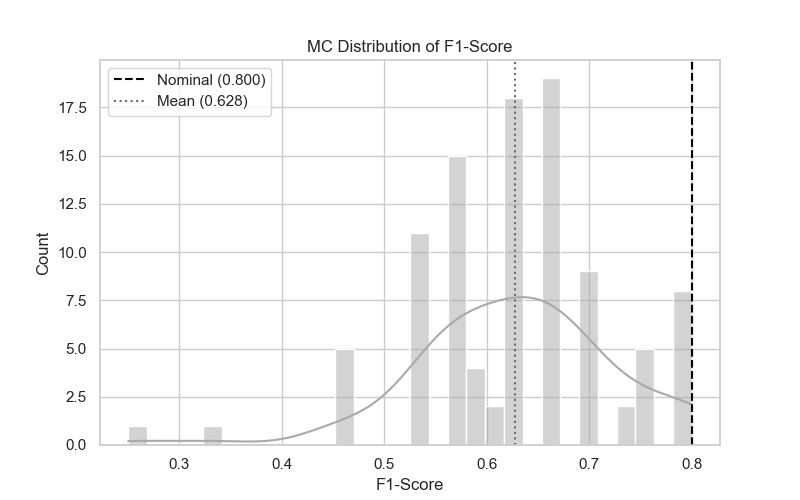 MC Distribution of F1-Score
Nominal (0.800)
Mean (0.628)
Count
17.5
15.0
12.5
10.0
7.5
5.0
2.5
0.0
0.3 0.4 0.5 0.6 0.7 0.8
F1-Score